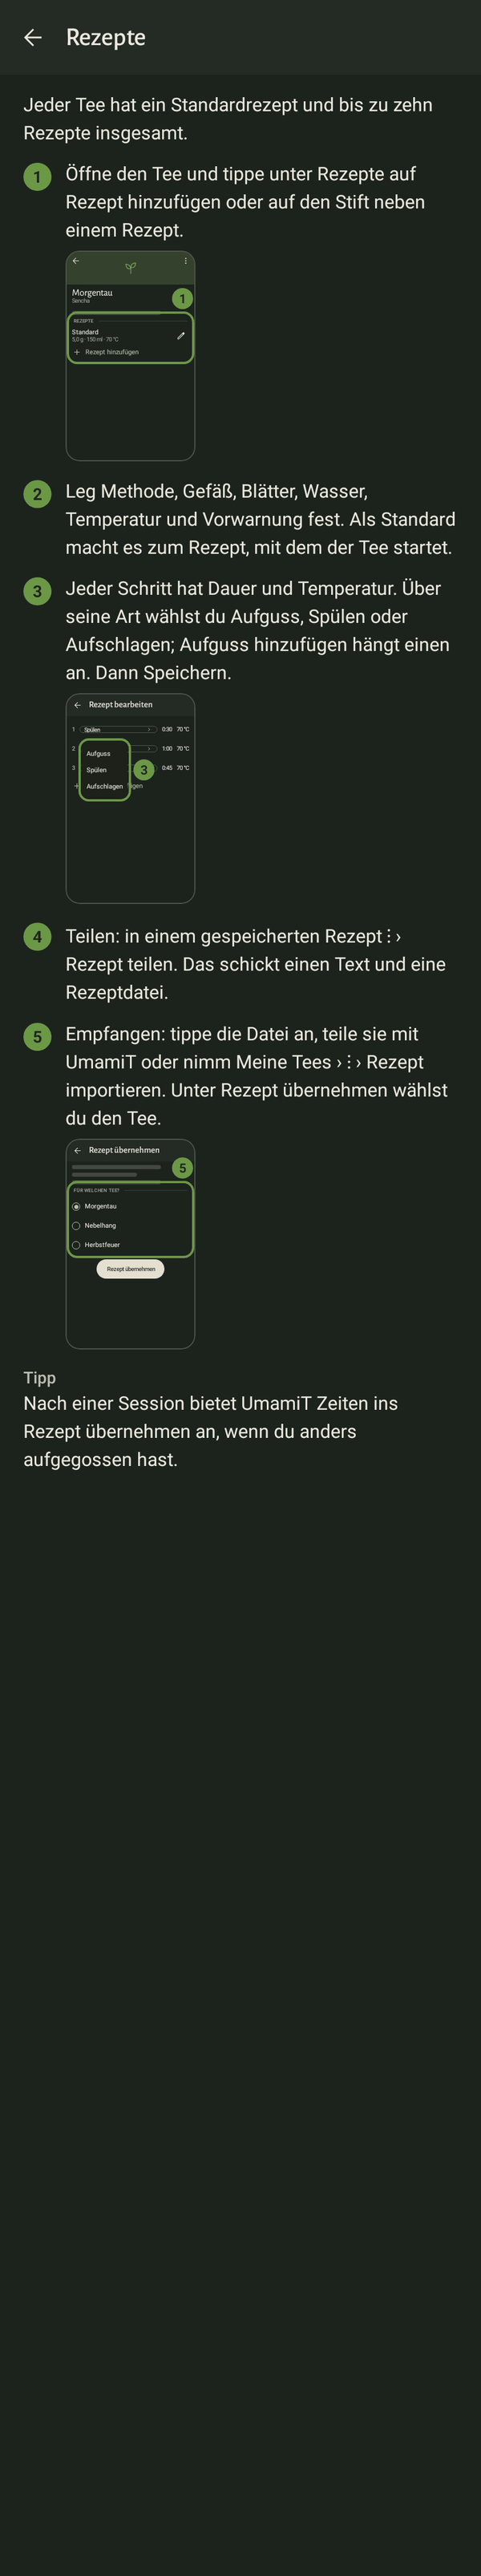 Rezepte
Jeder Tee hat ein Standardrezept und bis zu zehn
Rezepte insgesamt.
1
Öffne den Tee und tippe unter Rezepte auf
Rezept hinzufügen oder auf den Stift neben
einem Rezept.
Morgentau
Sencha
1
REZEPTE
Standard
5,0 g · 150 ml · 70 °C
+ Rezept hinzufügen
2
Leg Methode, Gefäß, Blätter, Wasser,
Temperatur und Vorwarnung fest. Als Standard
macht es zum Rezept, mit dem der Tee startet.
3
Jeder Schritt hat Dauer und Temperatur. Über
seine Art wählst du Aufguss, Spülen oder
Aufschlagen; Aufguss hinzufügen hängt einen
an. Dann Speichern.
Rezept bearbeiten
1 Spülen 0:30 70 °C
2 1:00 70 °C
3 0:45 70 °C
Aufguss
Spülen
Aufschlagen
3
4
Teilen: in einem gespeicherten Rezept ⋮ ›
Rezept teilen. Das schickt einen Text und eine
Rezeptdatei.
5
Empfangen: tippe die Datei an, teile sie mit
UmamiT oder nimm Meine Tees › ⋮ › Rezept
importieren. Unter Rezept übernehmen wählst
du den Tee.
Rezept übernehmen
5
FÜR WELCHEN TEE?
Morgentau
Nebelhang
Herbstfeuer
Rezept übernehmen
Tipp
Nach einer Session bietet UmamiT Zeiten ins
Rezept übernehmen an, wenn du anders
aufgegossen hast.